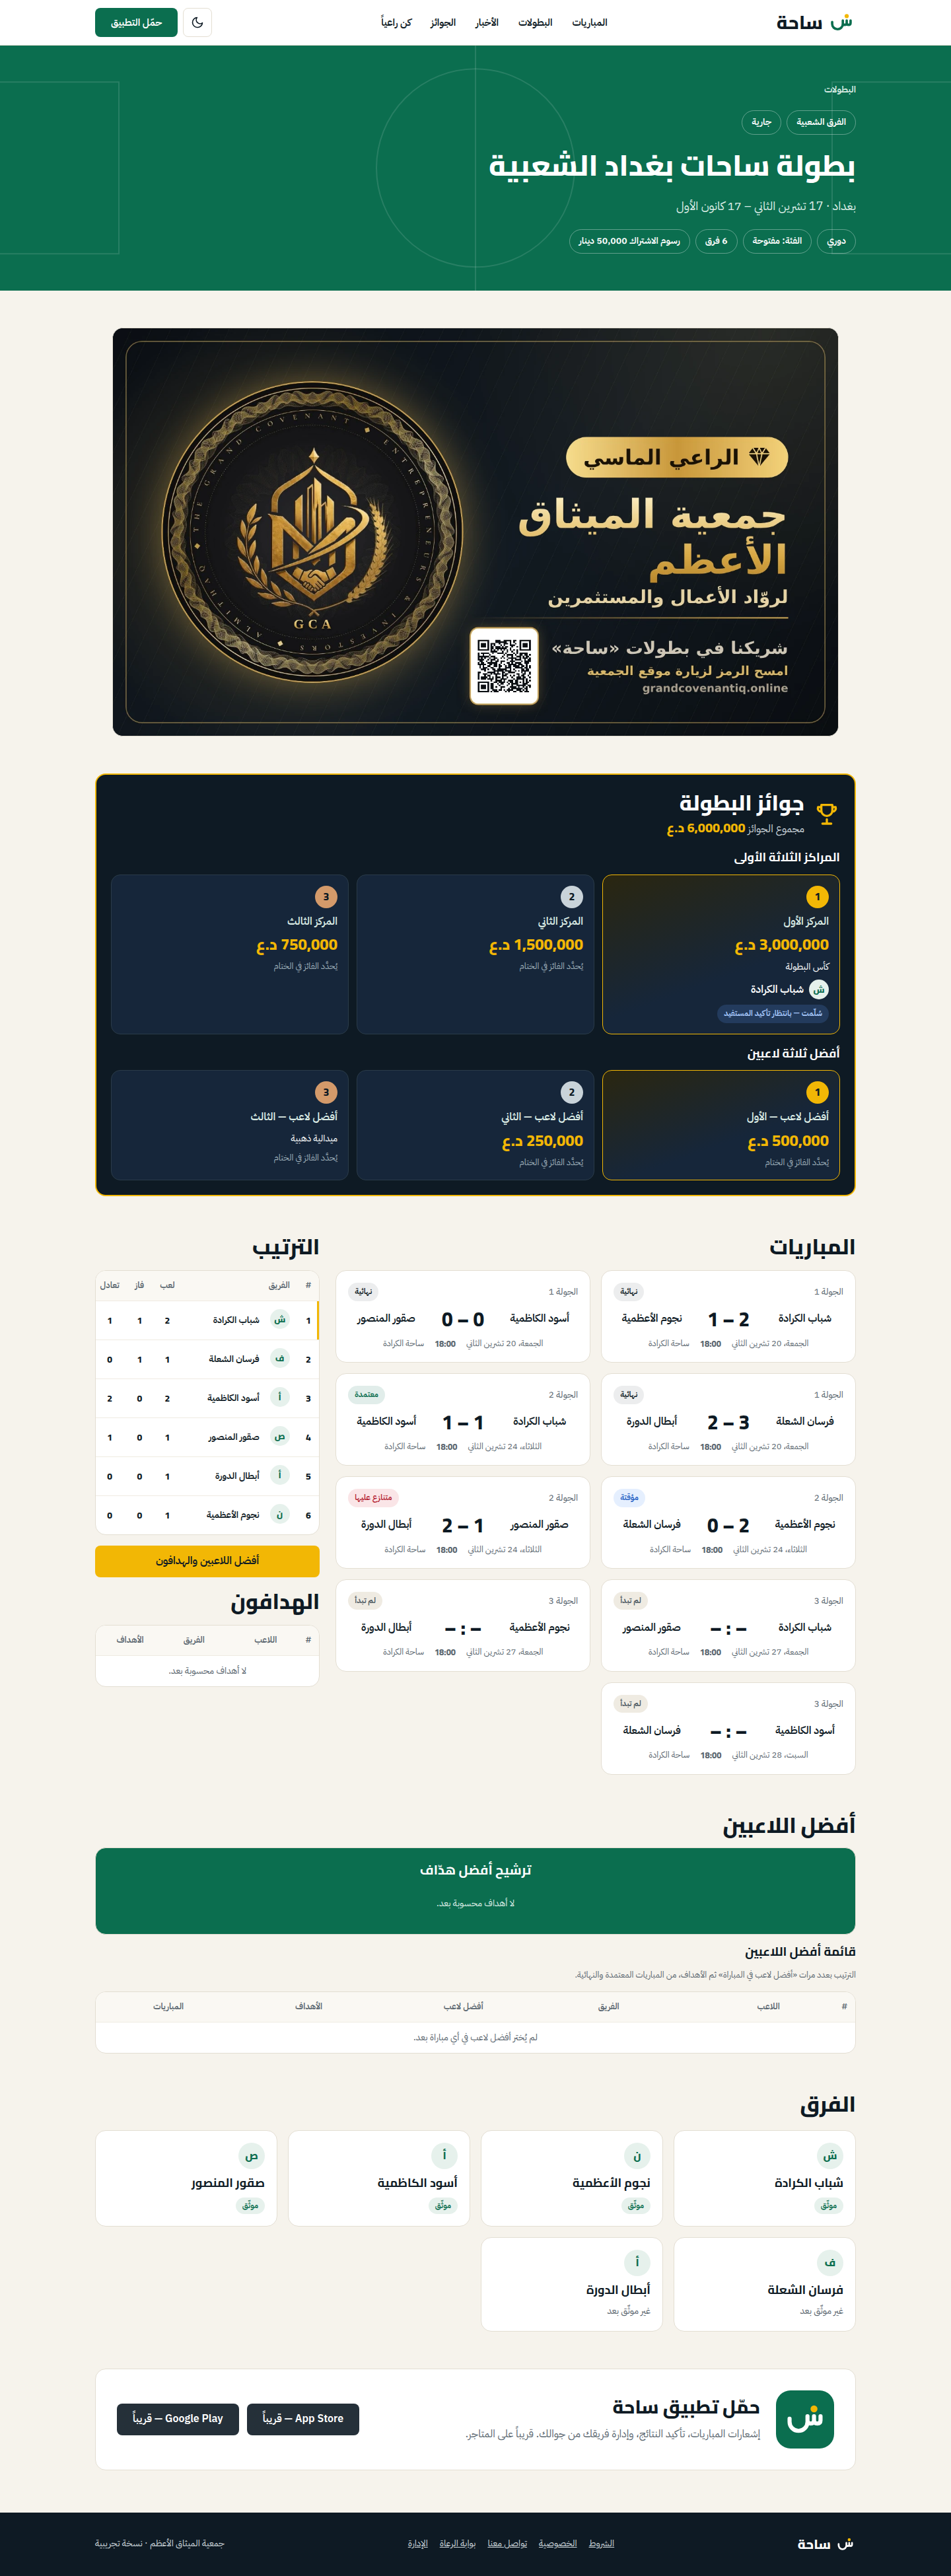 ساحة
المباريات
البطولات
الأخبار
الجوائز
كن راعياً
حمّل التطبيق
البطولات
الفرق الشعبية
جارية
بطولة ساحات بغداد الشعبية
بغداد · 17 تشرين الثاني – 17 كانون الأول
دوري
الفئة: مفتوحة
6 فرق
رسوم الاشتراك 50,000 دينار
الراعي الماسي
جمعية الميثاق
الأعظم
لروّاد الأعمال والمستثمرين
شريكنا في بطولات «ساحة»
امسح الرمز لزيارة موقع الجمعية
grandcovenantiq.online
THE GRAND COVENANT ◆ ENTREPRENEURS & INVESTORS ◆ ALMITHAQ ◆
GCA
جوائز البطولة
مجموع الجوائز 6,000,000 د.ع
المراكز الثلاثة الأولى
1
المركز الأول
3,000,000 د.ع
كأس البطولة
ش شباب الكرادة
سُلّمت — بانتظار تأكيد المستفيد
2
المركز الثاني
1,500,000 د.ع
يُحدَّد الفائز في الختام
3
المركز الثالث
750,000 د.ع
يُحدَّد الفائز في الختام
أفضل ثلاثة لاعبين
1
أفضل لاعب — الأول
500,000 د.ع
يُحدَّد الفائز في الختام
2
أفضل لاعب — الثاني
250,000 د.ع
يُحدَّد الفائز في الختام
3
أفضل لاعب — الثالث
ميدالية ذهبية
يُحدَّد الفائز في الختام
المباريات
الجولة 1 نهائية
شباب الكرادة 2 – 1 نجوم الأعظمية
الجمعة، 20 تشرين الثاني 18:00 ساحة الكرادة
الجولة 1 نهائية
أسود الكاظمية 0 – 0 صقور المنصور
الجمعة، 20 تشرين الثاني 18:00 ساحة الكرادة
الجولة 1 نهائية
فرسان الشعلة 3 – 2 أبطال الدورة
الجمعة، 20 تشرين الثاني 18:00 ساحة الكرادة
الجولة 2 معتمدة
شباب الكرادة 1 – 1 أسود الكاظمية
الثلاثاء، 24 تشرين الثاني 18:00 ساحة الكرادة
الجولة 2 مؤقتة
نجوم الأعظمية 2 – 0 فرسان الشعلة
الثلاثاء، 24 تشرين الثاني 18:00 ساحة الكرادة
الجولة 2 متنازع عليها
صقور المنصور 1 – 2 أبطال الدورة
الثلاثاء، 24 تشرين الثاني 18:00 ساحة الكرادة
الجولة 3 لم تبدأ
شباب الكرادة – : – صقور المنصور
الجمعة، 27 تشرين الثاني 18:00 ساحة الكرادة
الجولة 3 لم تبدأ
نجوم الأعظمية – : – أبطال الدورة
الجمعة، 27 تشرين الثاني 18:00 ساحة الكرادة
الجولة 3 لم تبدأ
أسود الكاظمية – : – فرسان الشعلة
السبت، 28 تشرين الثاني 18:00 ساحة الكرادة
الترتيب
# الفريق لعب فاز تعادل
1 ش شباب الكرادة 2 1 1
2 ف فرسان الشعلة 1 1 0
3 أ أسود الكاظمية 2 0 2
4 ص صقور المنصور 1 0 1
5 أ أبطال الدورة 1 0 0
6 ن نجوم الأعظمية 1 0 0
أفضل اللاعبين والهدافون
الهدافون
# اللاعب الفريق الأهداف
لا أهداف محسوبة بعد.
أفضل اللاعبين
ترشيح أفضل هدّاف
لا أهداف محسوبة بعد.
قائمة أفضل اللاعبين
الترتيب بعدد مرات «أفضل لاعب في المباراة» ثم الأهداف، من المباريات المعتمدة والنهائية.
# اللاعب الفريق أفضل لاعب الأهداف المباريات
لم يُختر أفضل لاعب في أي مباراة بعد.
الفرق
ش
شباب الكرادة
موثّق
ن
نجوم الأعظمية
موثّق
أ
أسود الكاظمية
موثّق
ص
صقور المنصور
موثّق
ف
فرسان الشعلة
غير موثّق بعد
أ
أبطال الدورة
غير موثّق بعد
حمّل تطبيق ساحة
إشعارات المباريات، تأكيد النتائج، وإدارة فريقك من جوالك. قريباً على المتاجر.
App Store — قريباً
Google Play — قريباً
ساحة
الشروط
الخصوصية
تواصل معنا
بوابة الرعاة
الإدارة
جمعية الميثاق الأعظم · نسخة تجريبية